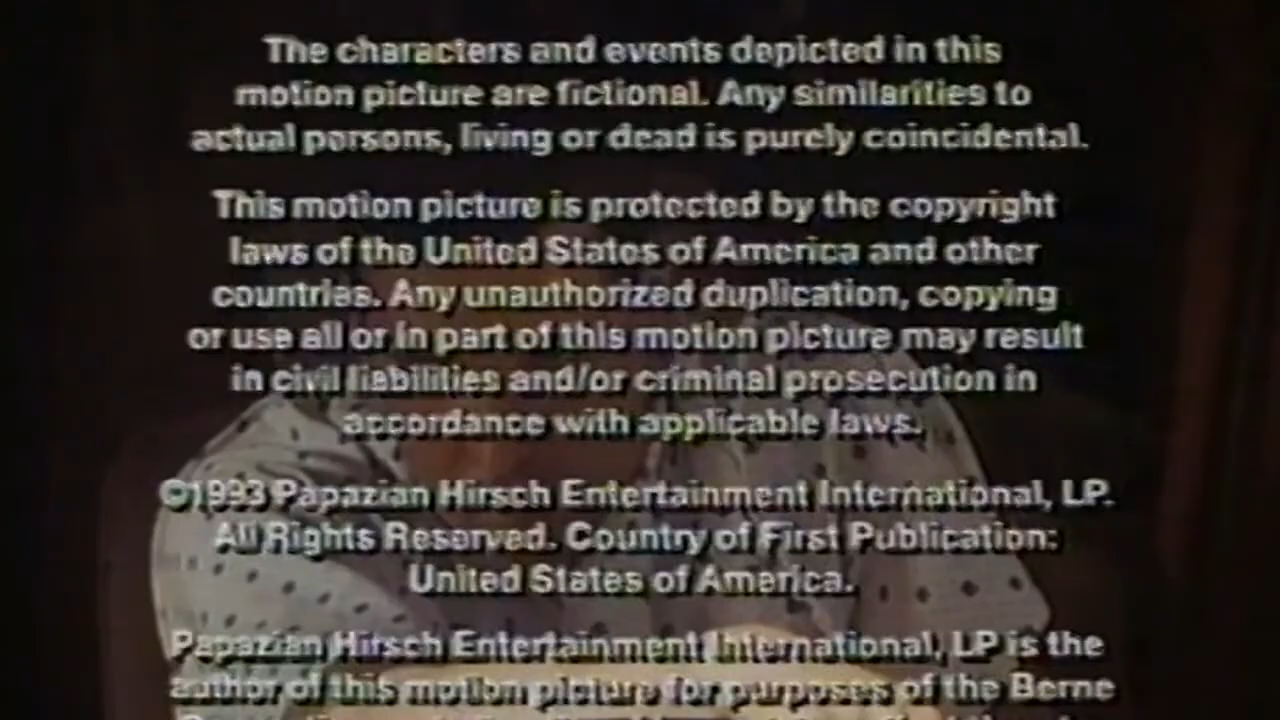 The characters and events depicted in this
motion picture are fictional. Any similarities to
actual persons, living or dead is purely coincidental.
This motion picture is protected by the copyright
laws of the United States of America and other
countries. Any unauthorized duplication, copying
or use all or in part of this motion picture may result
in civil liabilities and/or criminal prosecution in
accordance with applicable laws.
©1993 Papazian Hirsch Entertainment International, LP.
All Rights Reserved. Country of First Publication:
United States of America.
Papazian Hirsch Entertainment International, LP is the
author of this motion picture for purposes of the Berne